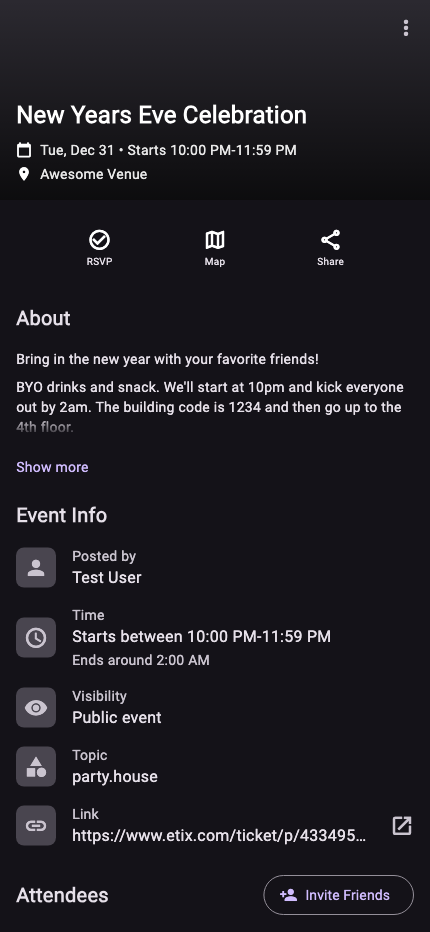 New Years Eve Celebration
Tue, Dec 31 • Starts 10:00 PM-11:59 PM
Awesome Venue
RSVP Map Share
About
Bring in the new year with your favorite friends!
BYO drinks and snack. We'll start at 10pm and kick everyone
out by 2am. The building code is 1234 and then go up to the
4th floor.
Show more
Event Info
Posted by
Test User
Time
Starts between 10:00 PM-11:59 PM
Ends around 2:00 AM
Visibility
Public event
Topic
party.house
Link
https://www.etix.com/ticket/p/433495...
Attendees Invite Friends